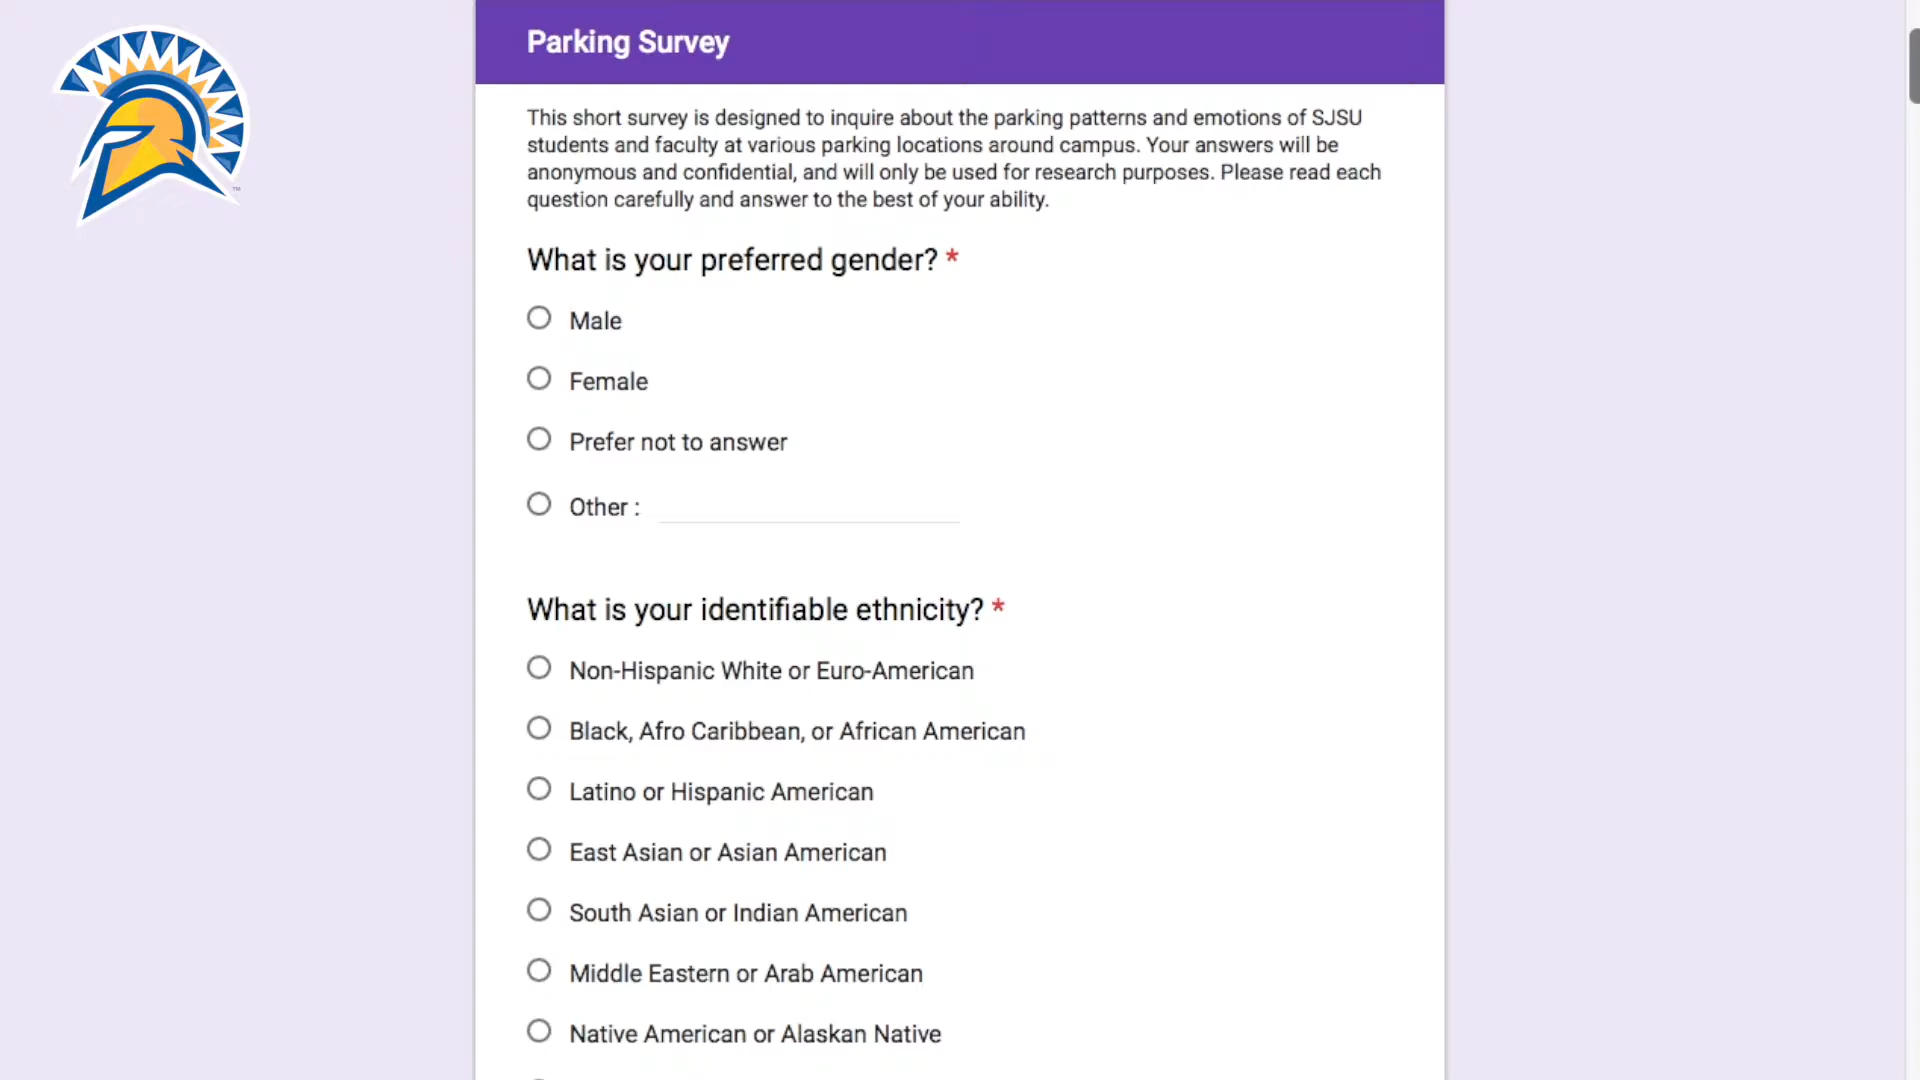 Parking Survey
This short survey is designed to inquire about the parking patterns and emotions of SJSU
students and faculty at various parking locations around campus. Your answers will be
anonymous and confidential, and will only be used for research purposes. Please read each
question carefully and answer to the best of your ability.
What is your preferred gender? *
Male
Female
Prefer not to answer
Other :
What is your identifiable ethnicity? *
Non-Hispanic White or Euro-American
Black, Afro Caribbean, or African American
Latino or Hispanic American
East Asian or Asian American
South Asian or Indian American
Middle Eastern or Arab American
Native American or Alaskan Native
TM